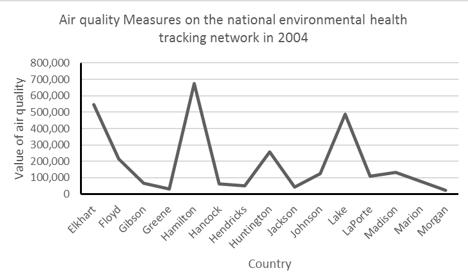 Air quality Measures on the national environmental health
tracking network in 2004
Value of air quality
800,000
700,000
600,000
500,000
400,000
300,000
200,000
100,000
0
Elkhart
Floyd
Gibson
Greene
Hamilton
Hancock
Hendricks
Huntington
Jackson
Johnson
Lake
LaPorte
Madison
Marion
Morgan
Country